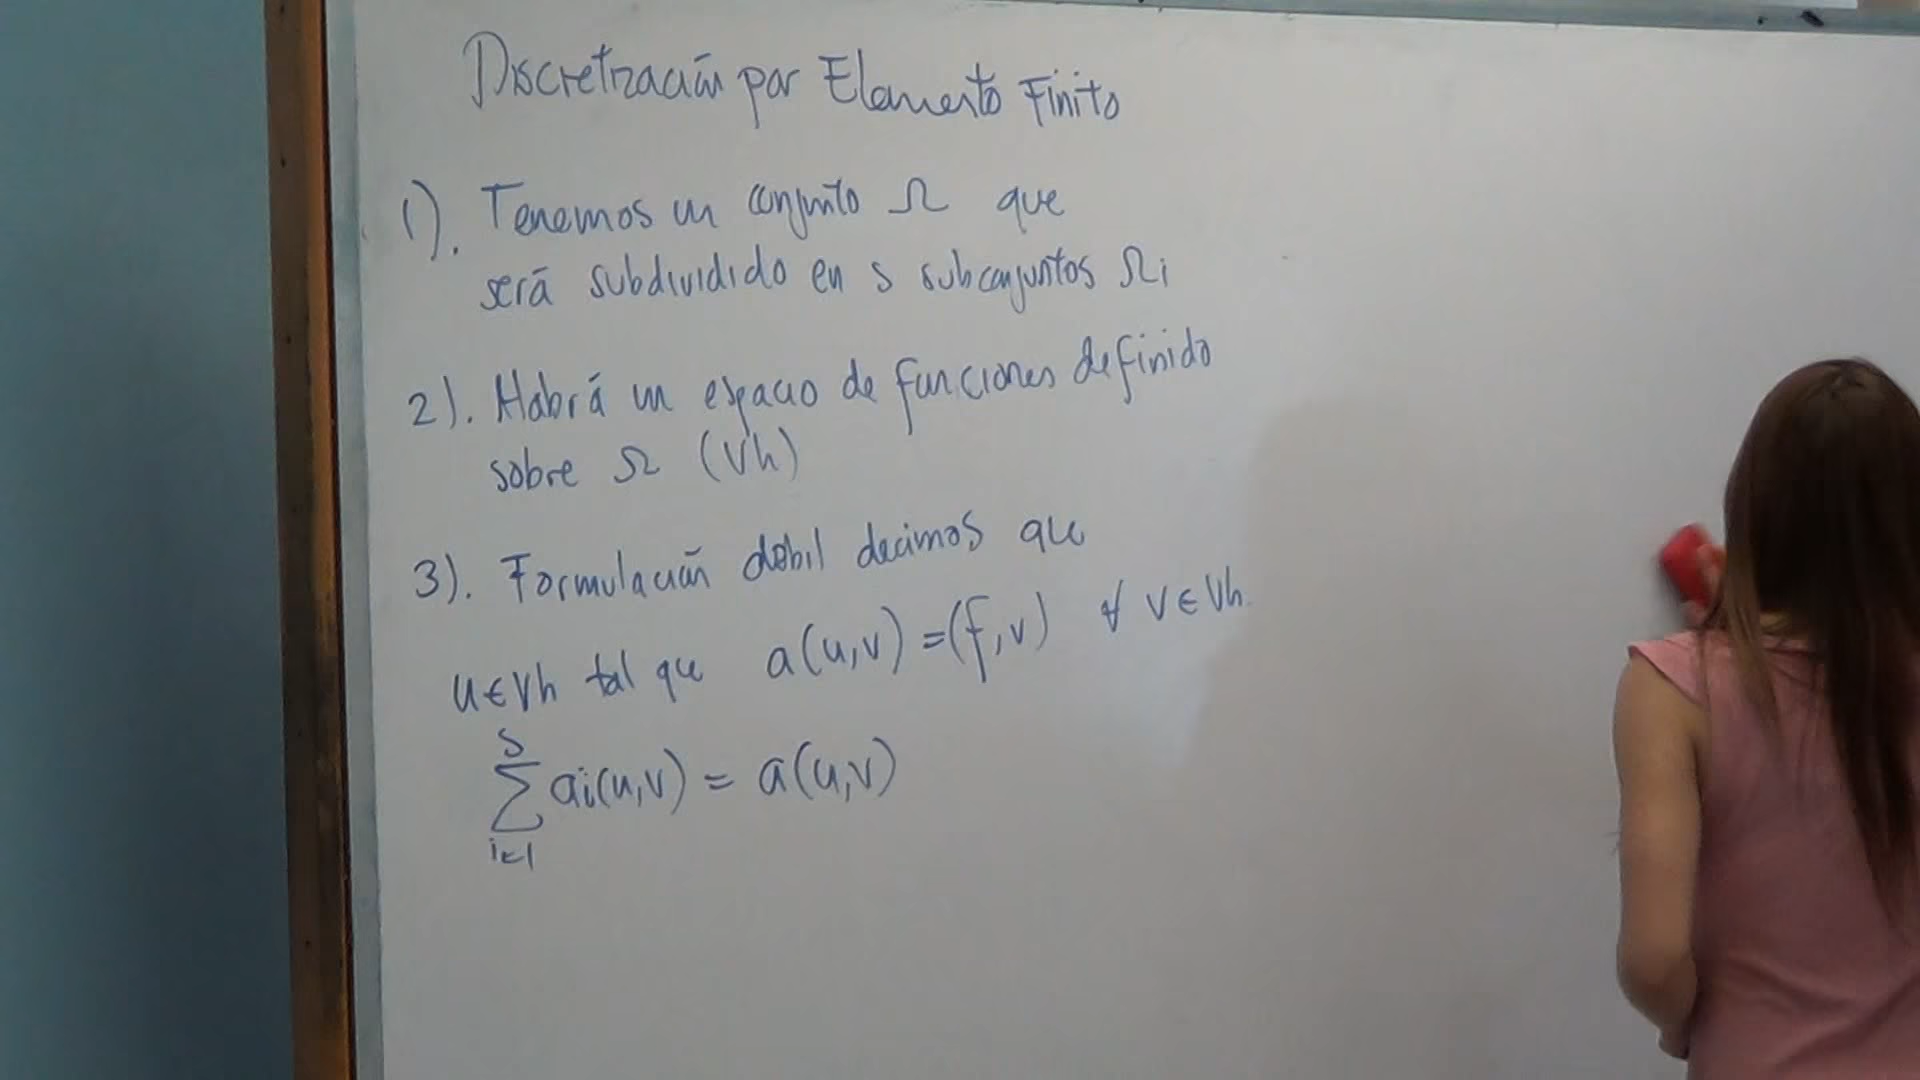 Discretización por Elemento Finito
1). Tenemos un conjunto Ω que
será subdividido en s subconjuntos Ωi
2). Habrá un espacio de funciones definido
sobre Ω (Vh)
3). Formulación débil decimos que
u∈Vh tal que a(u,v) = (f,v) ∀ v∈Vh.
s
∑ ai(u,v) = a(u,v)
i=1